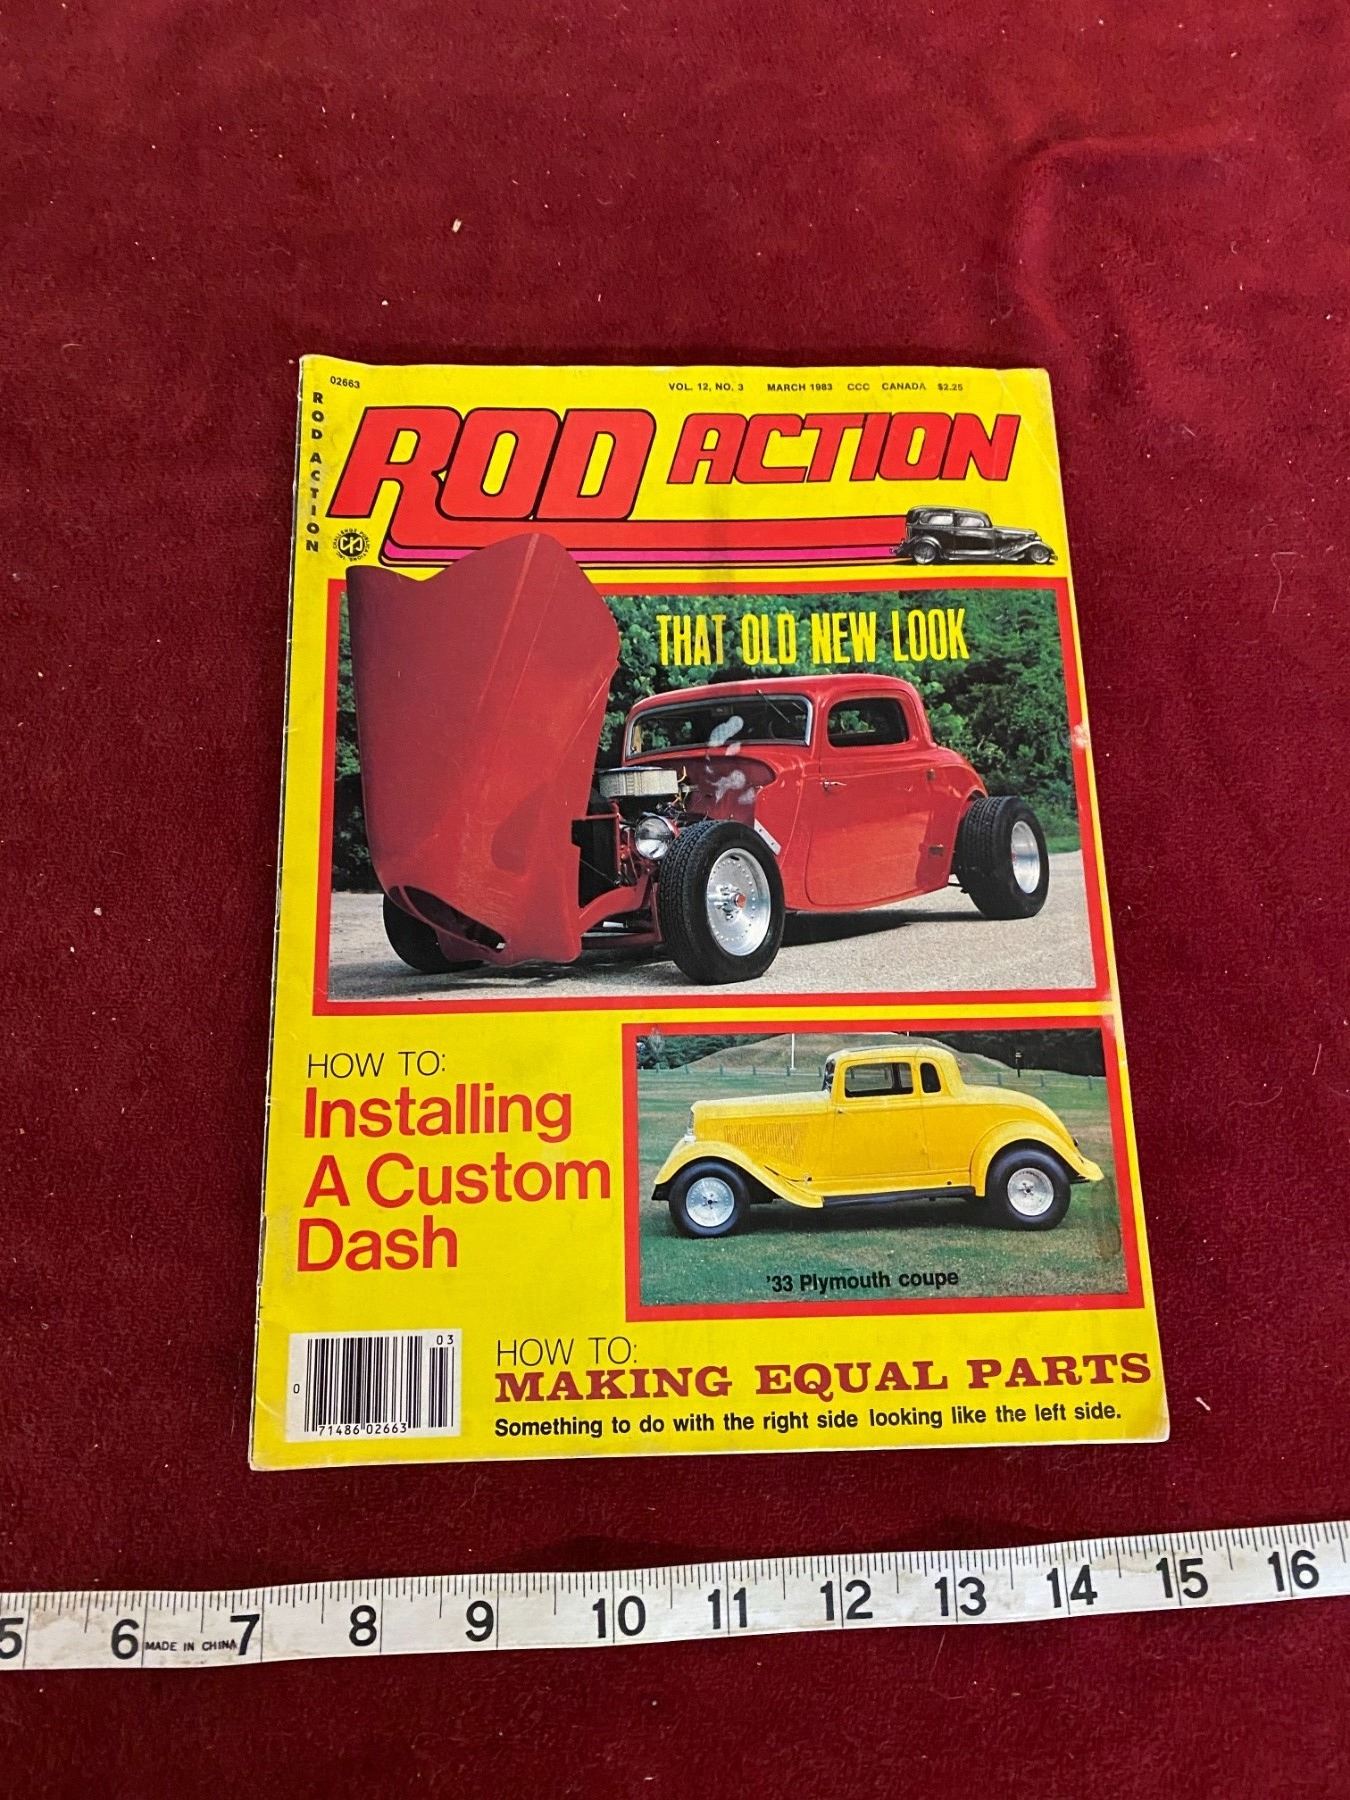 02663
VOL. 12, NO. 3 MARCH 1983 CCC CANADA $2.25
ROD ACTION
ROD ACTION
THAT OLD NEW LOOK
HOW TO:
Installing
A Custom
Dash
'33 Plymouth coupe
HOW TO:
MAKING EQUAL PARTS
Something to do with the right side looking like the left side.
03
0
71486 02663
5 6 MADE IN CHINA 7 8 9 10 11 12 13 14 15 16